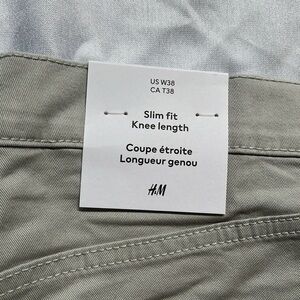 US W38
CA T38
Slim fit
Knee length
Coupe étroite
Longueur genou
H&M